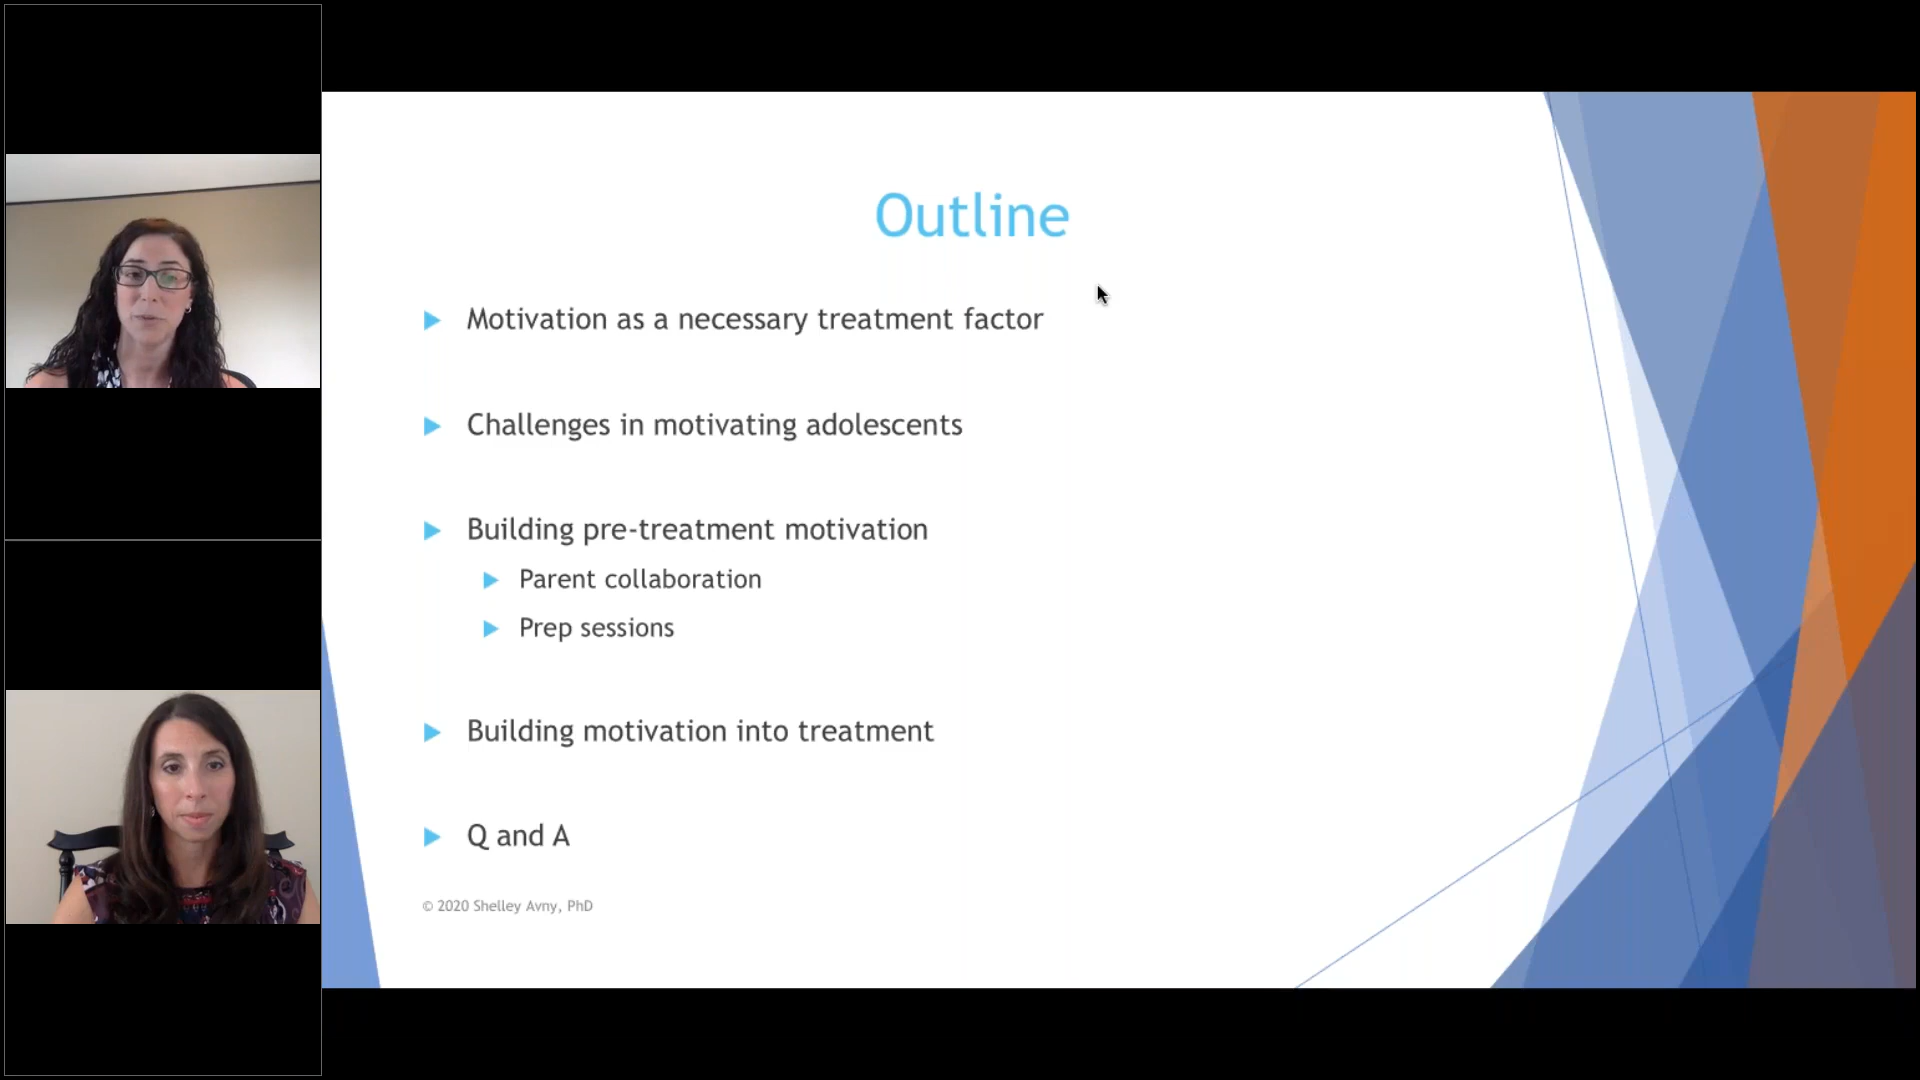 Outline
Motivation as a necessary treatment factor
Challenges in motivating adolescents
Building pre-treatment motivation
Parent collaboration
Prep sessions
Building motivation into treatment
Q and A
© 2020 Shelley Avny, PhD